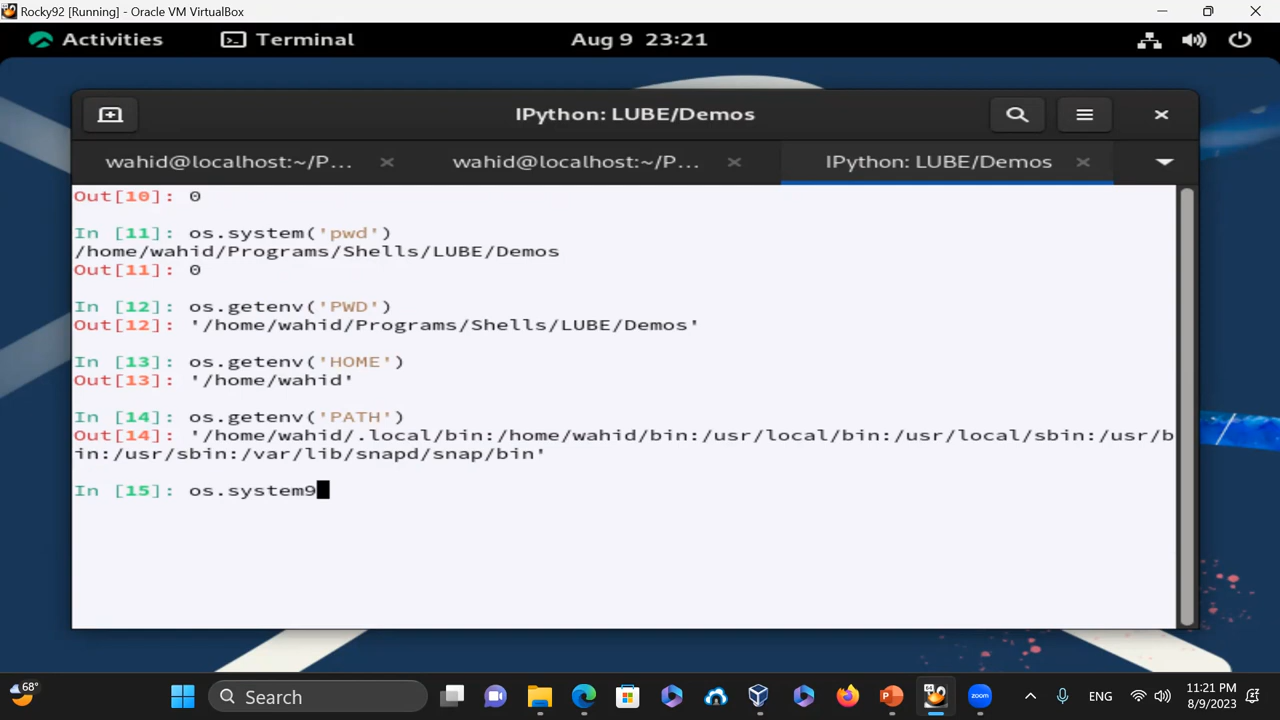 Rocky92 [Running] - Oracle VM VirtualBox
Activities Terminal Aug 9 23:21
IPython: LUBE/Demos
wahid@localhost:~/P... wahid@localhost:~/P... IPython: LUBE/Demos
Out[10]: 0
In [11]: os.system('pwd')
/home/wahid/Programs/Shells/LUBE/Demos
Out[11]: 0
In [12]: os.getenv('PWD')
Out[12]: '/home/wahid/Programs/Shells/LUBE/Demos'
In [13]: os.getenv('HOME')
Out[13]: '/home/wahid'
In [14]: os.getenv('PATH')
Out[14]: '/home/wahid/.local/bin:/home/wahid/bin:/usr/local/bin:/usr/local/sbin:/usr/b
in:/usr/sbin:/var/lib/snapd/snap/bin'
In [15]: os.system9
68° Search zoom ENG 11:21 PM
8/9/2023